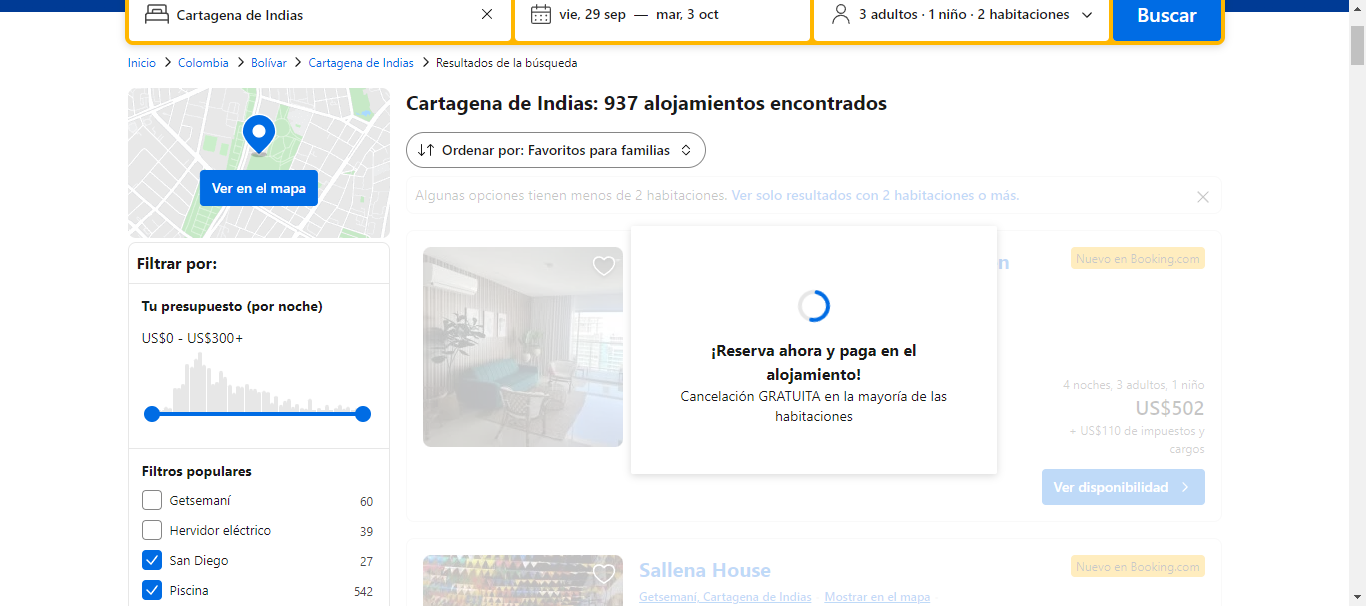 Cartagena de Indias
vie, 29 sep — mar, 3 oct
3 adultos · 1 niño · 2 habitaciones
Buscar
Inicio
Colombia
Bolívar
Cartagena de Indias
Resultados de la búsqueda
Ver en el mapa
Filtrar por:
Tu presupuesto (por noche)
US$0 - US$300+
Filtros populares
Getsemaní 60
Hervidor eléctrico 39
San Diego 27
Piscina 542
Cartagena de Indias: 937 alojamientos encontrados
Ordenar por: Favoritos para familias
Algunas opciones tienen menos de 2 habitaciones. Ver solo resultados con 2 habitaciones o más.
Nuevo en Booking.com
¡Reserva ahora y paga en el
alojamiento!
Cancelación GRATUITA en la mayoría de las
habitaciones
4 noches, 3 adultos, 1 niño
US$502
+ US$110 de impuestos y
cargos
Ver disponibilidad
Sallena House
Nuevo en Booking.com
Getsemaní, Cartagena de Indias
Mostrar en el mapa